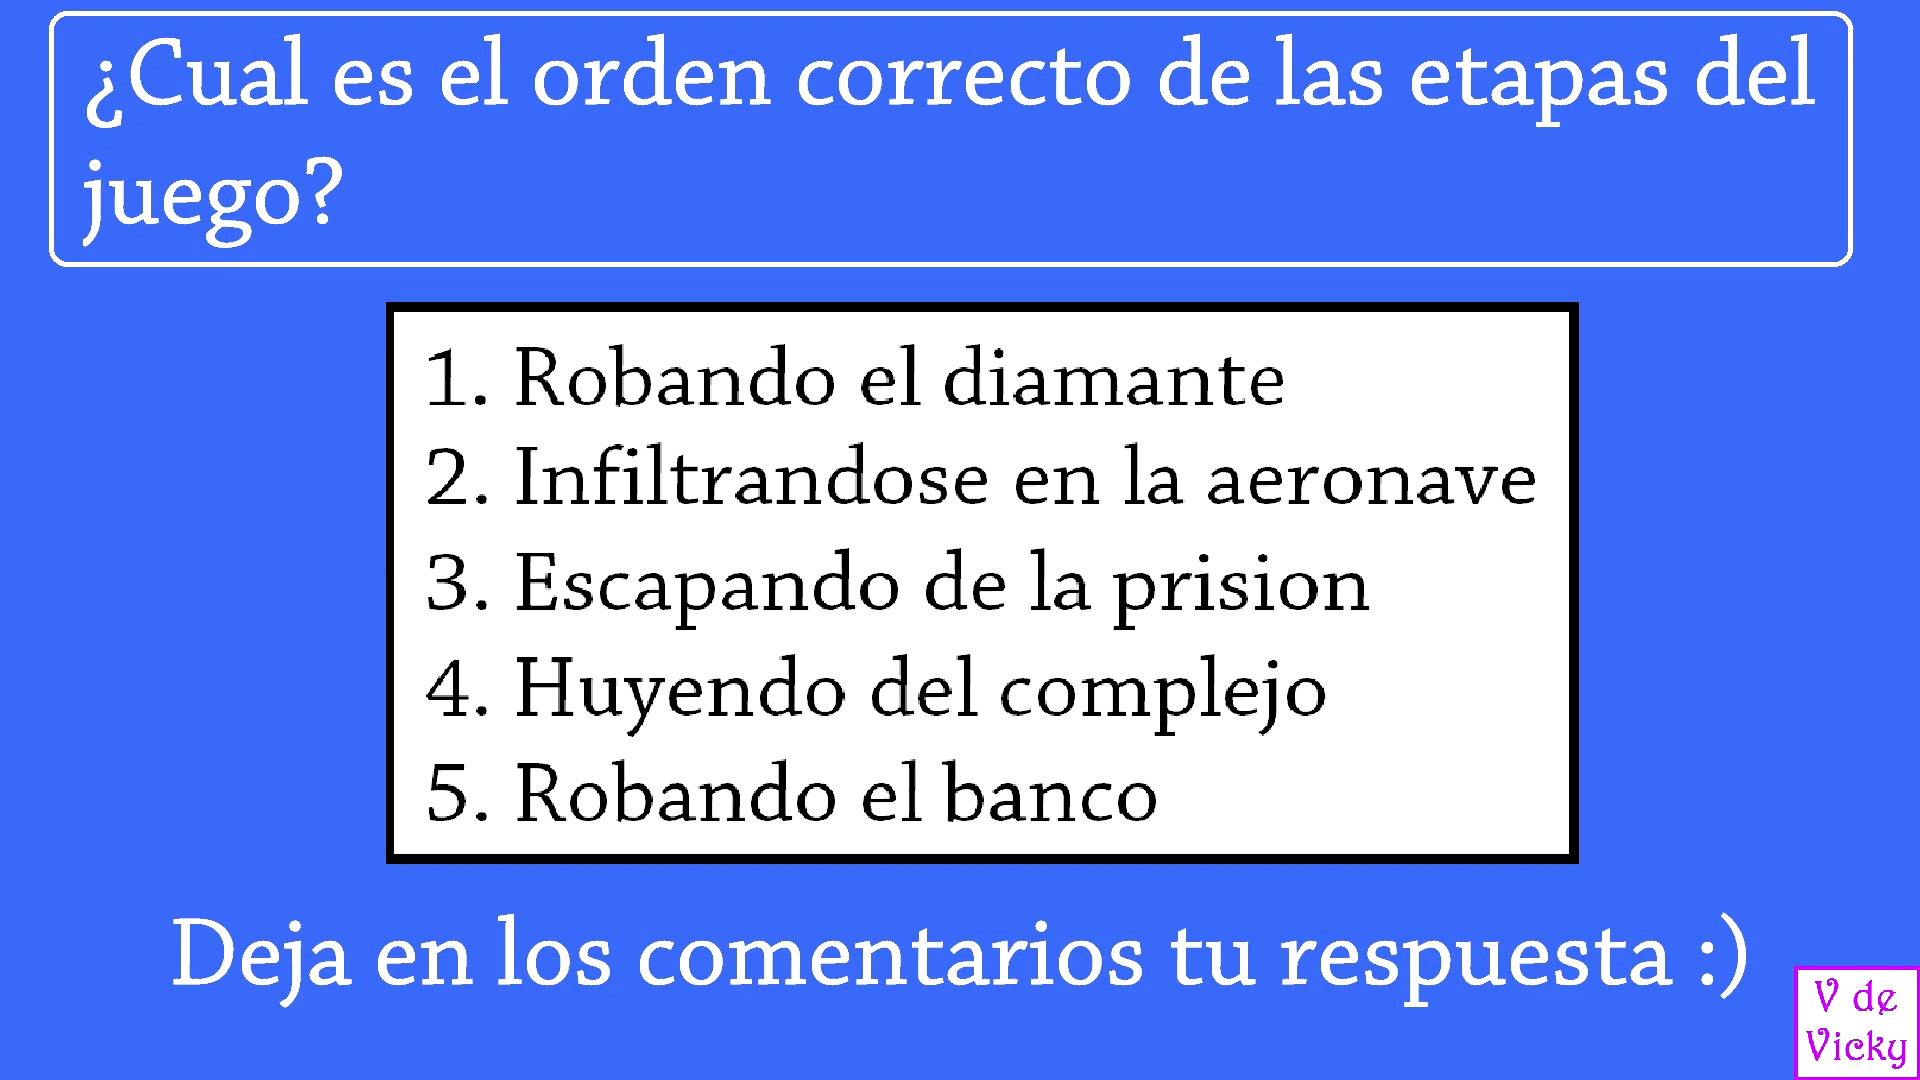 ¿Cual es el orden correcto de las etapas del
juego?
1. Robando el diamante
2. Infiltrandose en la aeronave
3. Escapando de la prision
4. Huyendo del complejo
5. Robando el banco
Deja en los comentarios tu respuesta :)
V de
Vicky